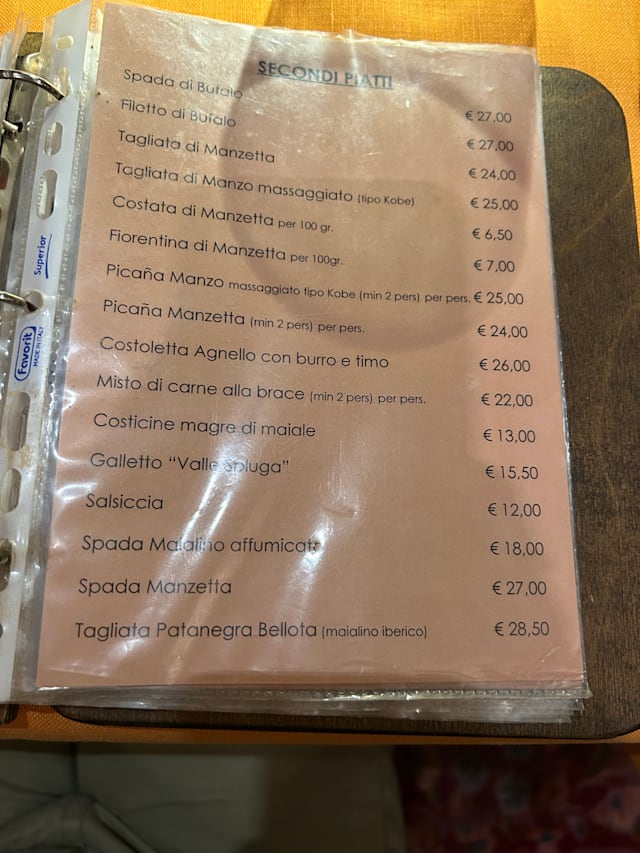 SECONDI PIATTI
Spada di Bufalo € 27,00
Filetto di Bufalo € 27,00
Tagliata di Manzetta € 24,00
Tagliata di Manzo massaggiato (tipo Kobe) € 25,00
Costata di Manzetta per 100 gr. € 6,50
Fiorentina di Manzetta per 100gr. € 7,00
Picaña Manzo massaggiato tipo Kobe (min 2 pers) per pers. € 25,00
Picaña Manzetta (min 2 pers) per pers. € 24,00
Costoletta Agnello con burro e timo € 26,00
Misto di carne alla brace (min 2 pers) per pers. € 22,00
Costicine magre di maiale € 13,00
Galletto “Valle Spluga” € 15,50
Salsiccia € 12,00
Spada Maialino affumicato € 18,00
Spada Manzetta € 27,00
Tagliata Patanegra Bellota (maialino iberico) € 28,50
Superior
Favorit
MADE IN ITALY